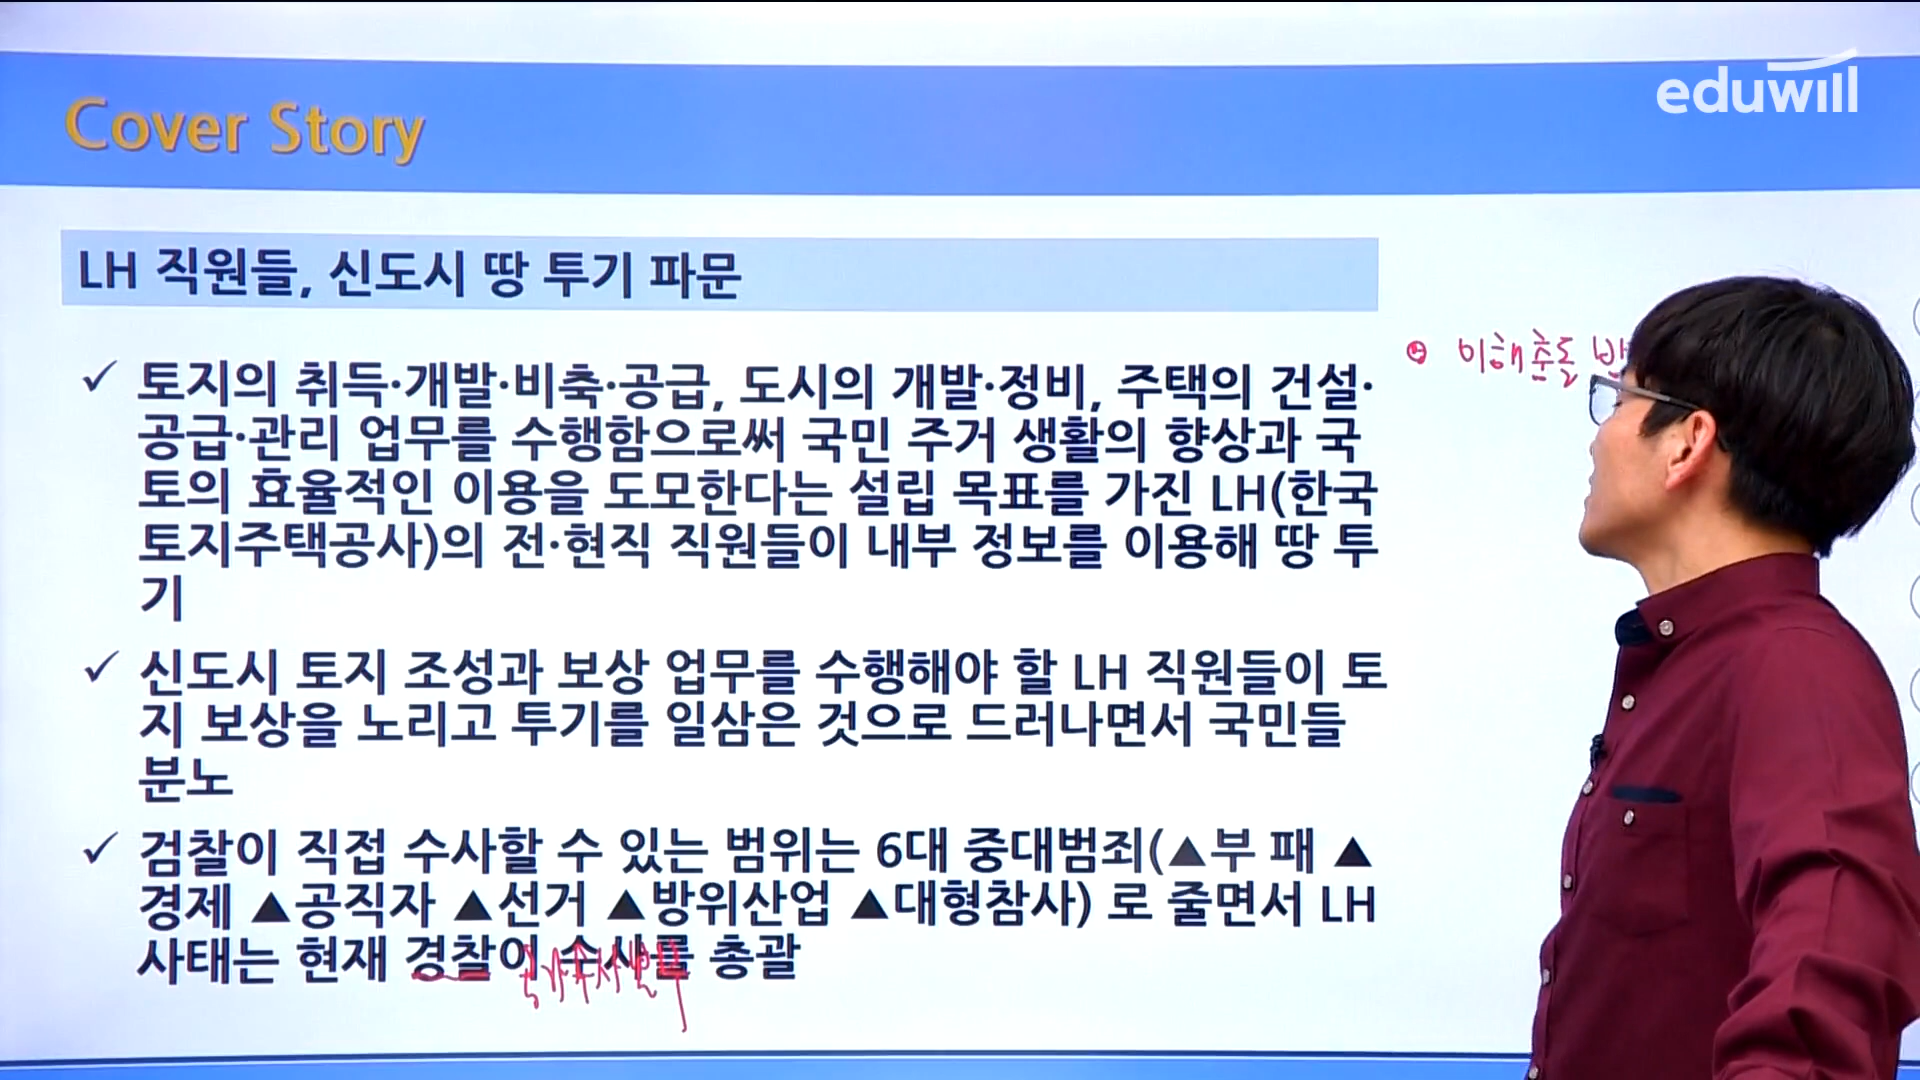 eduwill
Cover Story
LH 직원들, 신도시 땅 투기 파문
✓ 토지의 취득·개발·비축·공급, 도시의 개발·정비, 주택의 건설·
공급·관리 업무를 수행함으로써 국민 주거 생활의 향상과 국
토의 효율적인 이용을 도모한다는 설립 목표를 가진 LH(한국
토지주택공사)의 전·현직 직원들이 내부 정보를 이용해 땅 투
기
✓ 신도시 토지 조성과 보상 업무를 수행해야 할 LH 직원들이 토
지 보상을 노리고 투기를 일삼은 것으로 드러나면서 국민들
분노
✓ 검찰이 직접 수사할 수 있는 범위는 6대 중대범죄(▲부 패 ▲
경제 ▲공직자 ▲선거 ▲방위산업 ▲대형참사) 로 줄면서 LH
사태는 현재 경찰이 수사를 총괄
이해충돌 방